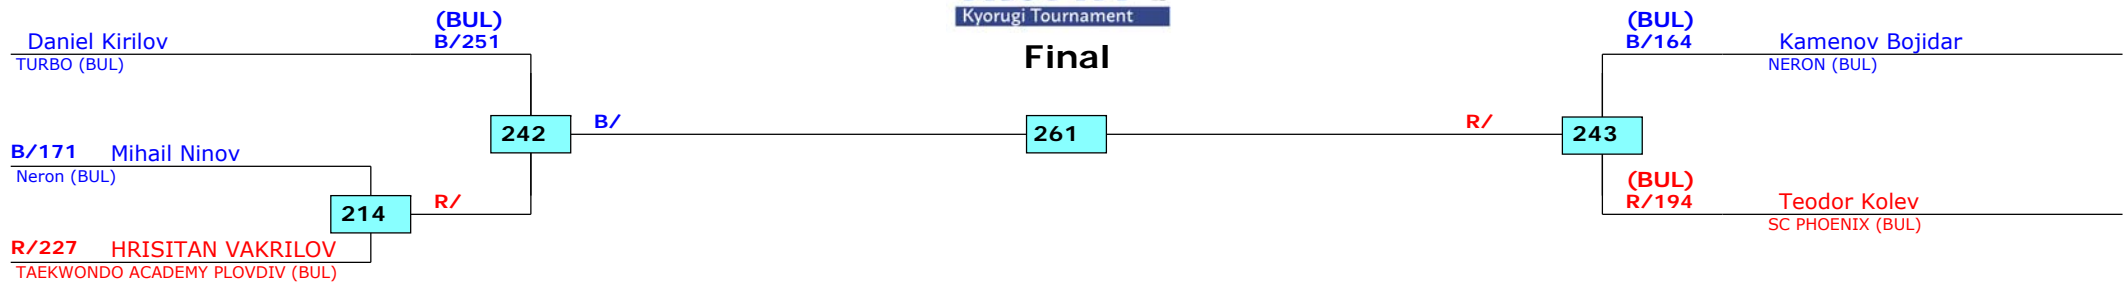 Kyorugi Tournament
Final
(BUL)
B/251
Daniel Kirilov
TURBO (BUL)
(BUL)
B/164
Kamenov Bojidar
NERON (BUL)
242
B/
261
R/
243
B/171 Mihail Ninov
Neron (BUL)
214
R/
(BUL)
R/194
Teodor Kolev
SC PHOENIX (BUL)
R/227 HRISITAN VAKRILOV
TAEKWONDO ACADEMY PLOVDIV (BUL)